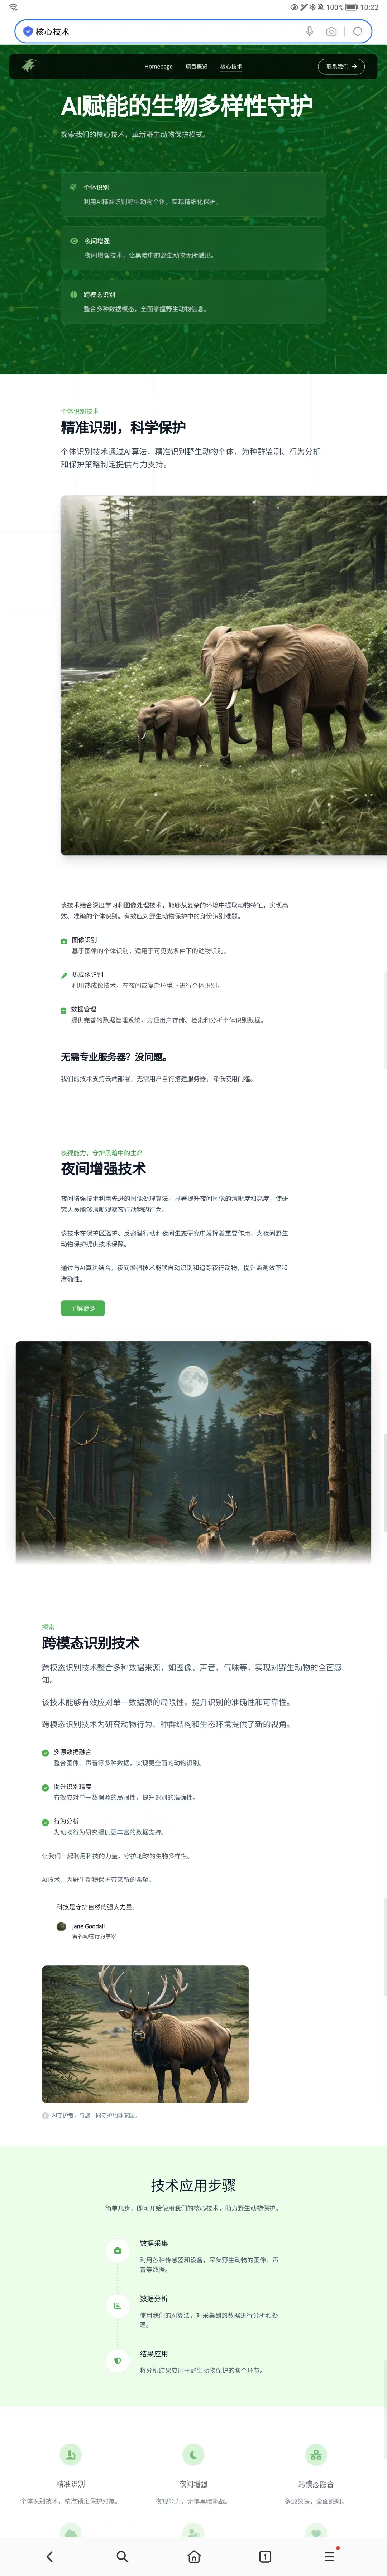 100% 10:22
核心技术
Homepage 项目概览 核心技术 联系我们
AI赋能的生物多样性守护
探索我们的核心技术，革新野生动物保护模式。
个体识别
利用AI精准识别野生动物个体，实现精细化保护。
夜间增强
夜间增强技术，让黑暗中的野生动物无所遁形。
跨模态识别
整合多种数据模态，全面掌握野生动物信息。
个体识别技术
精准识别，科学保护
个体识别技术通过AI算法，精准识别野生动物个体，为种群监测、行为分析
和保护策略制定提供有力支持。
该技术结合深度学习和图像处理技术，能够从复杂的环境中提取动物特征，实现高
效、准确的个体识别。有效应对野生动物保护中的身份识别难题。
图像识别
基于图像的个体识别，适用于可见光条件下的动物识别。
热成像识别
利用热成像技术，在夜间或复杂环境下进行个体识别。
数据管理
提供完善的数据管理系统，方便用户存储、检索和分析个体识别数据。
无需专业服务器？没问题。
我们的技术支持云端部署，无需用户自行搭建服务器，降低使用门槛。
夜视能力，守护黑暗中的生命
夜间增强技术
夜间增强技术利用先进的图像处理算法，显著提升夜间图像的清晰度和亮度，使研
究人员能够清晰观察夜行动物的行为。
该技术在保护区巡护、反盗猎行动和夜间生态研究中发挥着重要作用，为夜间野生
动物保护提供技术保障。
通过与AI算法结合，夜间增强技术能够自动识别和追踪夜行动物，提升监测效率和
准确性。
了解更多
探索
跨模态识别技术
跨模态识别技术整合多种数据来源，如图像、声音、气味等，实现对野生动物的全面感
知。
该技术能够有效应对单一数据源的局限性，提升识别的准确性和可靠性。
跨模态识别技术为研究动物行为、种群结构和生态环境提供了新的视角。
多源数据融合
整合图像、声音等多种数据，实现更全面的动物识别。
提升识别精度
有效应对单一数据源的局限性，提升识别的准确性。
行为分析
为动物行为研究提供更丰富的数据支持。
让我们一起利用科技的力量，守护地球的生物多样性。
AI技术，为野生动物保护带来新的希望。
科技是守护自然的强大力量。
Jane Goodall
著名动物行为学家
AI守护者，与您一同守护地球家园。
技术应用步骤
简单几步，即可开始使用我们的核心技术，助力野生动物保护。
数据采集
利用各种传感器和设备，采集野生动物的图像、声
音等数据。
数据分析
使用我们的AI算法，对采集到的数据进行分析和处
理。
结果应用
将分析结果应用于野生动物保护的各个环节。
精准识别 夜间增强 跨模态融合
个体识别技术，精准锁定保护对象。 夜视能力，无惧黑暗挑战。 多源数据，全面感知。
1